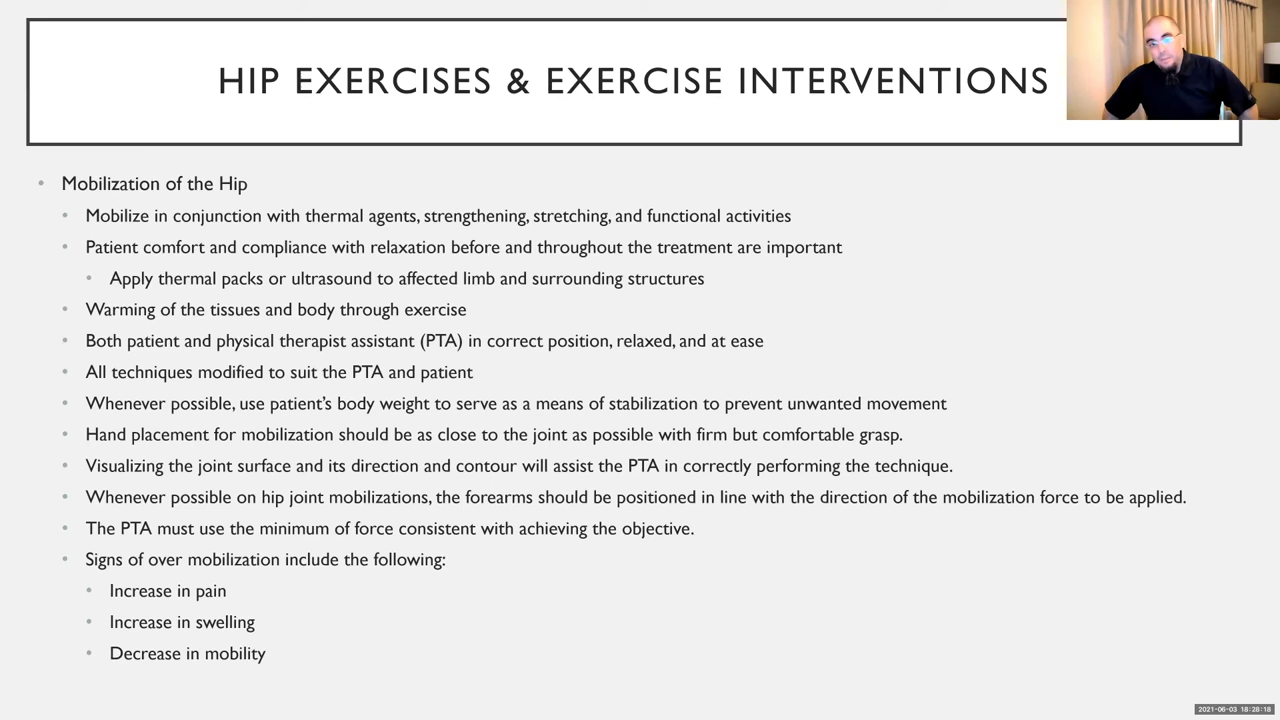 HIP EXERCISES & EXERCISE INTERVENTIONS
• Mobilization of the Hip
• Mobilize in conjunction with thermal agents, strengthening, stretching, and functional activities
• Patient comfort and compliance with relaxation before and throughout the treatment are important
• Apply thermal packs or ultrasound to affected limb and surrounding structures
• Warming of the tissues and body through exercise
• Both patient and physical therapist assistant (PTA) in correct position, relaxed, and at ease
• All techniques modified to suit the PTA and patient
• Whenever possible, use patient’s body weight to serve as a means of stabilization to prevent unwanted movement
• Hand placement for mobilization should be as close to the joint as possible with firm but comfortable grasp.
• Visualizing the joint surface and its direction and contour will assist the PTA in correctly performing the technique.
• Whenever possible on hip joint mobilizations, the forearms should be positioned in line with the direction of the mobilization force to be applied.
• The PTA must use the minimum of force consistent with achieving the objective.
• Signs of over mobilization include the following:
• Increase in pain
• Increase in swelling
• Decrease in mobility
2021-06-03 18:28:18